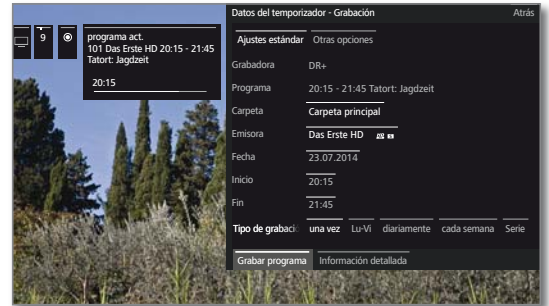 9
programa act.
101 Das Erste HD 20:15 - 21:45
Tatort: Jagdzeit
20:15
Datos del temporizador - Grabación Atrás
Ajustes estándar Otras opciones
Grabadora DR+
Programa 20:15 - 21:45 Tatort: Jagdzeit
Carpeta Carpeta principal
Emisora Das Erste HD
Fecha 23.07.2014
Inicio 20:15
Fin 21:45
Tipo de grabaci una vez Lu-Vi diariamente cada semana Serie
Grabar programa Información detallada